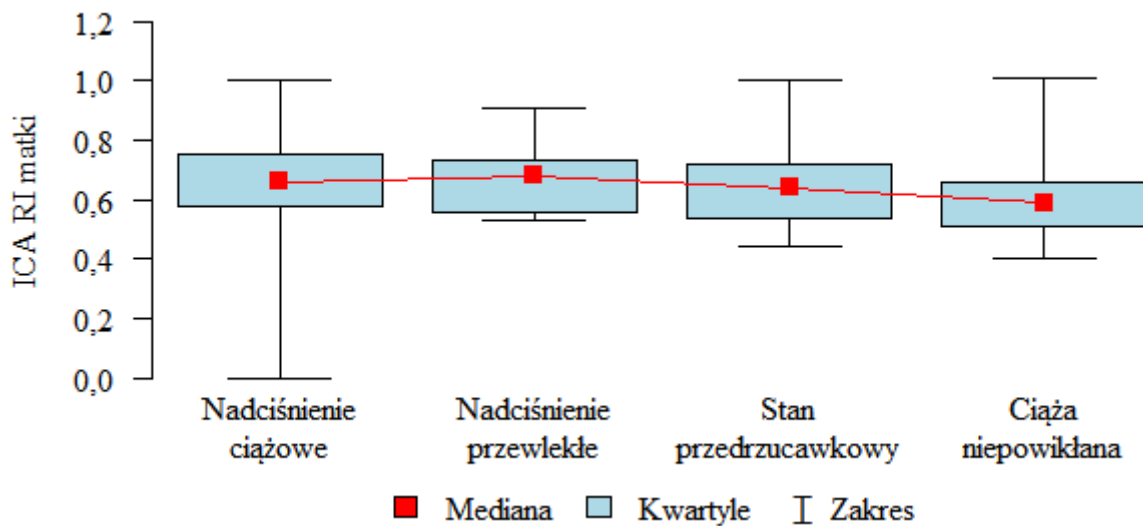 ICA RI matki
1,2
1,0
0,8
0,6
0,4
0,2
0,0
Nadciśnienie
ciążowe
Nadciśnienie
przewlekłe
Stan
przedrzucawkowy
Ciąża
niepowikłana
Mediana
Kwartyle
Zakres